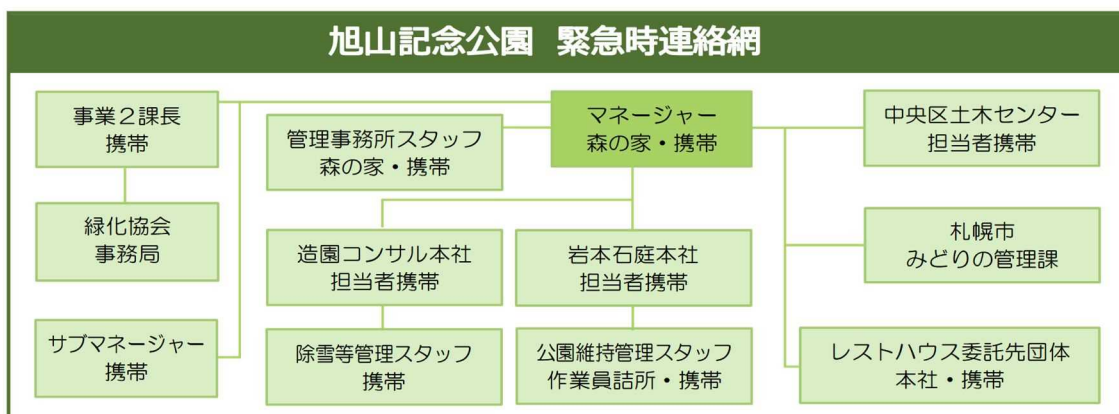 旭山記念公園 緊急時連絡網
事業２課長
携帯
管理事務所スタッフ
森の家・携帯
マネージャー
森の家・携帯
中央区土木センター
担当者携帯
緑化協会
事務局
造園コンサル本社
担当者携帯
岩本石庭本社
担当者携帯
札幌市
みどりの管理課
サブマネージャー
携帯
除雪等管理スタッフ
携帯
公園維持管理スタッフ
作業員詰所・携帯
レストハウス委託先団体
本社・携帯